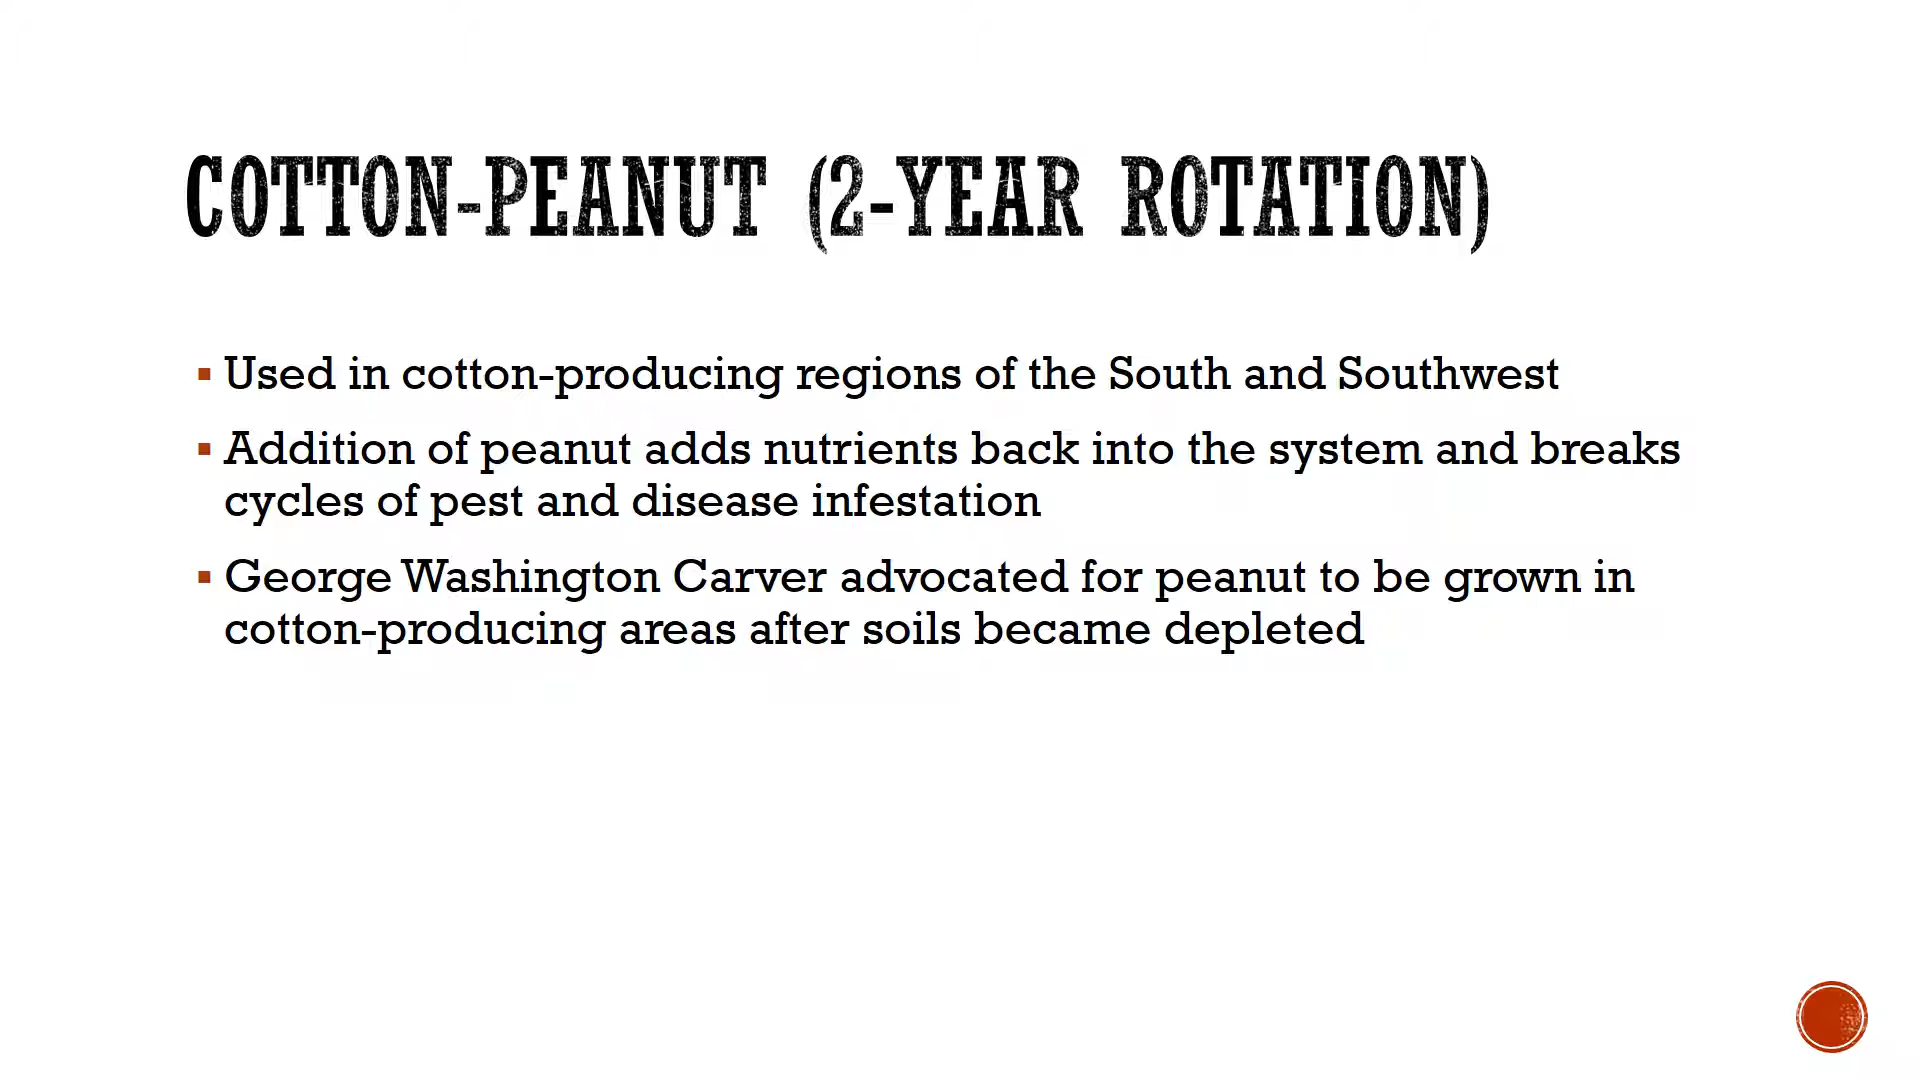 COTTON-PEANUT (2-YEAR ROTATION)
▪ Used in cotton-producing regions of the South and Southwest
▪ Addition of peanut adds nutrients back into the system and breaks
cycles of pest and disease infestation
▪ George Washington Carver advocated for peanut to be grown in
cotton-producing areas after soils became depleted